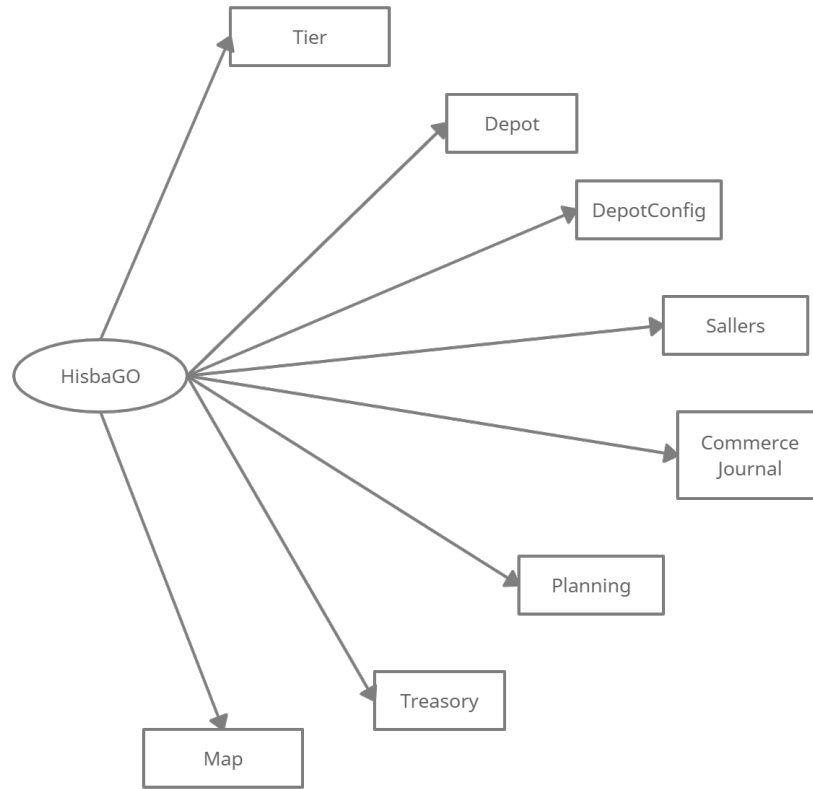 Tier
Depot
DepotConfig
Sallers
HisbaGO
Commerce
Journal
Planning
Treasory
Map